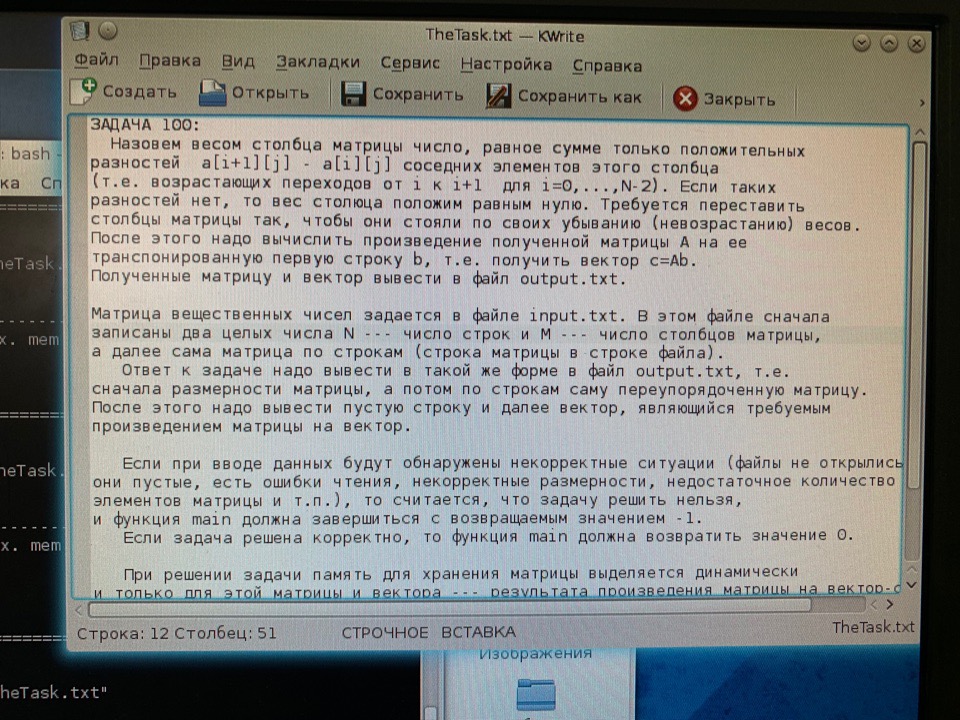 TheTask.txt — KWrite
Файл Правка Вид Закладки Сервис Настройка Справка
Создать Открыть Сохранить Сохранить как Закрыть
ЗАДАЧА 100:
Назовем весом столбца матрицы число, равное сумме только положительных
разностей a[i+1][j] - a[i][j] соседних элементов этого столбца
(т.е. возрастающих переходов от i к i+1 для i=0,...,N-2). Если таких
разностей нет, то вес столюца положим равным нулю. Требуется переставить
столбцы матрицы так, чтобы они стояли по своих убыванию (невозрастанию) весов.
После этого надо вычислить произведение полученной матрицы A на ее
транспонированную первую строку b, т.е. получить вектор c=Ab.
Полученные матрицу и вектор вывести в файл output.txt.
Матрица вещественных чисел задается в файле input.txt. В этом файле сначала
записаны два целых числа N --- число строк и M --- число столбцов матрицы,
а далее сама матрица по строкам (строка матрицы в строке файла).
Ответ к задаче надо вывести в такой же форме в файл output.txt, т.е.
сначала размерности матрицы, а потом по строкам саму переупорядоченную матрицу.
После этого надо вывести пустую строку и далее вектор, являющийся требуемым
произведением матрицы на вектор.
Если при вводе данных будут обнаружены некорректные ситуации (файлы не открылись
они пустые, есть ошибки чтения, некорректные размерности, недостаточное количество
элементов матрицы и т.п.), то считается, что задачу решить нельзя,
и функция main должна завершиться с возвращаемым значением -1.
Если задача решена корректно, то функция main должна возвратить значение 0.
При решении задачи память для хранения матрицы выделяется динамически
и только для этой матрицы и вектора --- результата произведения матрицы на вектор-с
Строка: 12 Столбец: 51 СТРОЧНОЕ ВСТАВКА TheTask.txt
: bash -
ка Сп
heTask.
x. mem
heTask.
x. mem
heTask.txt"
Изображения